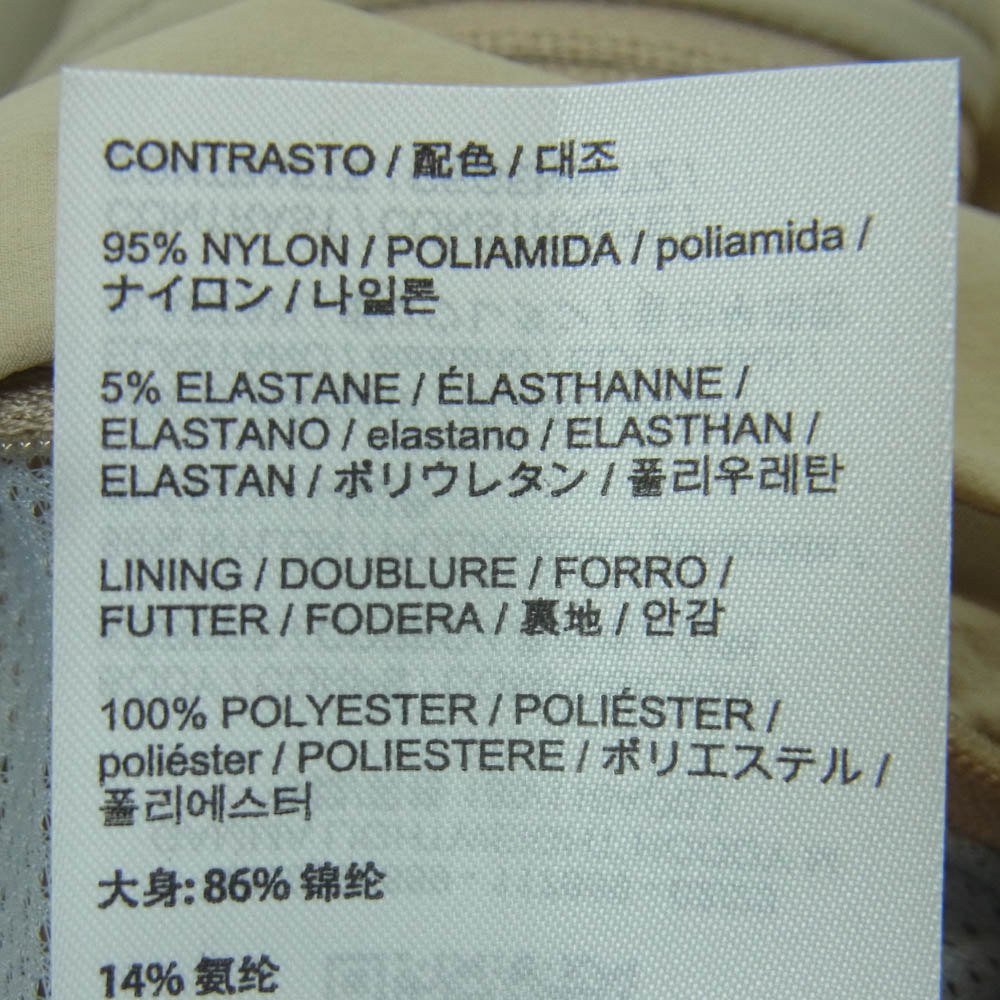 CONTRASTO / 配色 / 대조
95% NYLON / POLIAMIDA / poliamida /
ナイロン / 나일론
5% ELASTANE / ÉLASTHANNE /
ELASTANO / elastano / ELASTHAN /
ELASTAN / ポリウレタン / 폴리우레탄
LINING / DOUBLURE / FORRO /
FUTTER / FODERA / 裏地 / 안감
100% POLYESTER / POLIÉSTER /
poliéster / POLIESTERE / ポリエステル /
폴리에스터
大身: 86% 锦纶
14% 氨纶